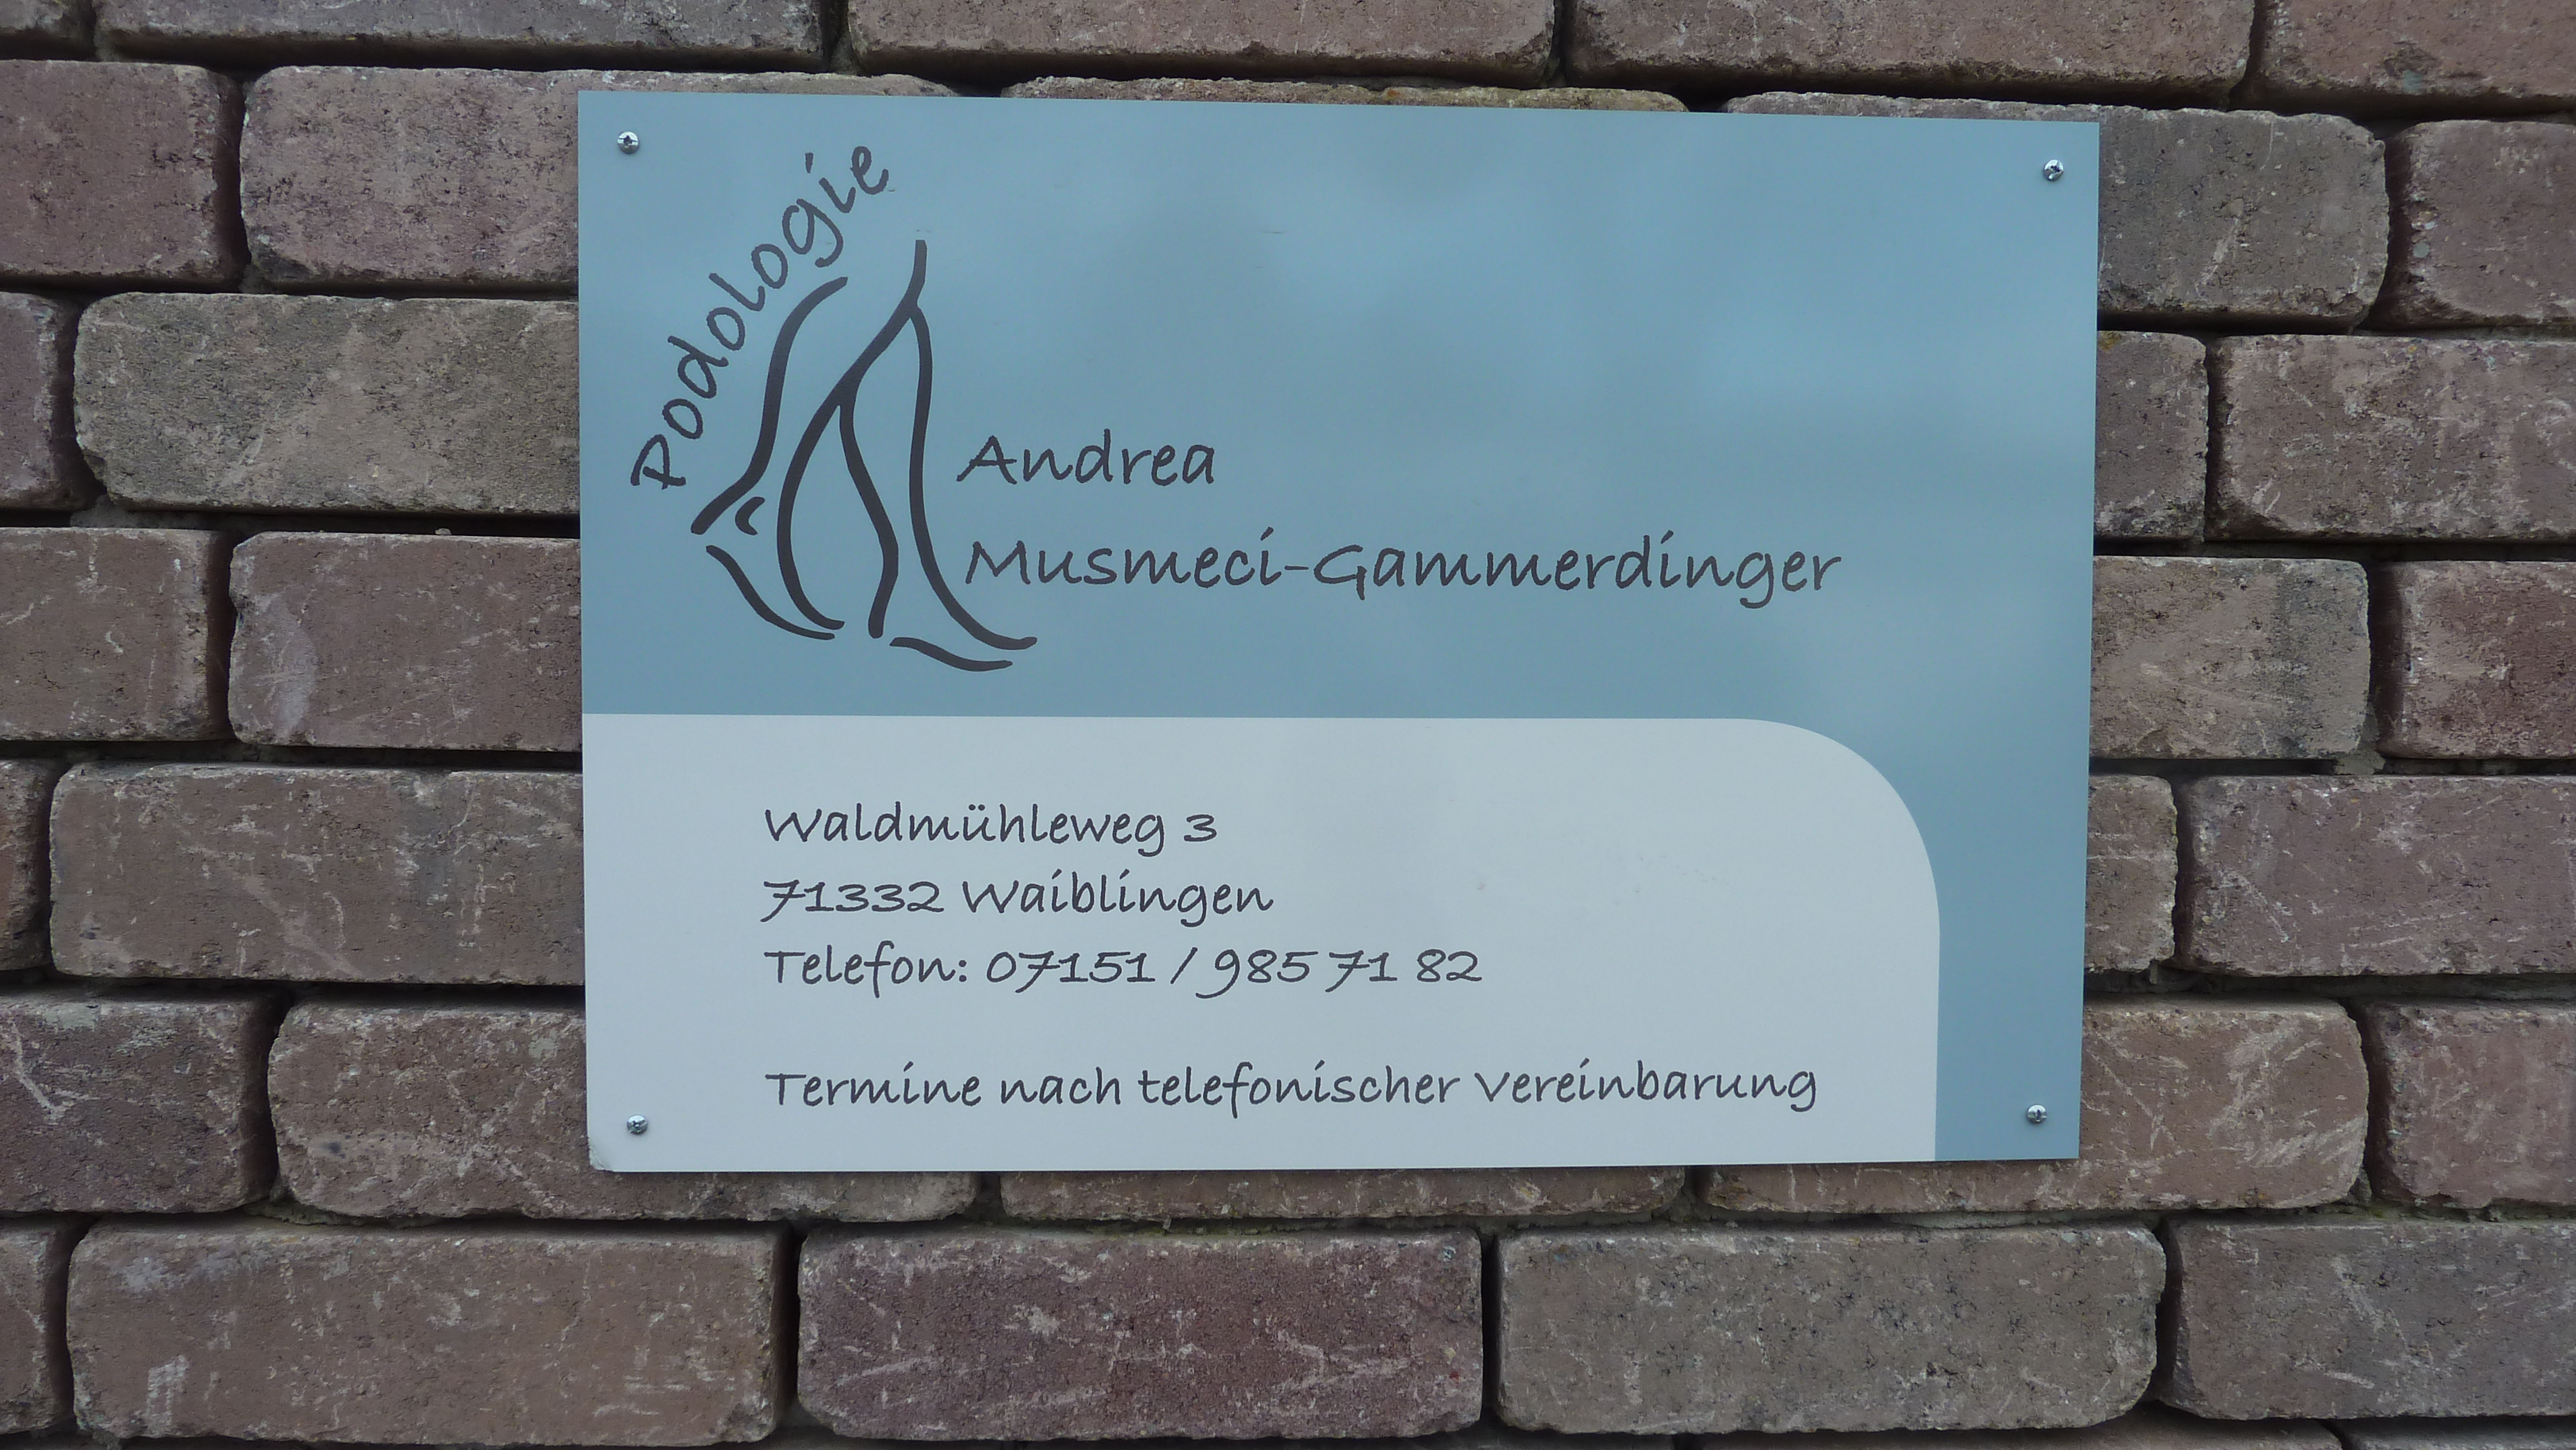 Podologie
Andrea
Musmeci-Gammerdinger
Waldmühleweg 3
71332 Waiblingen
Telefon: 07151 / 985 71 82
Termine nach telefonischer Vereinbarung